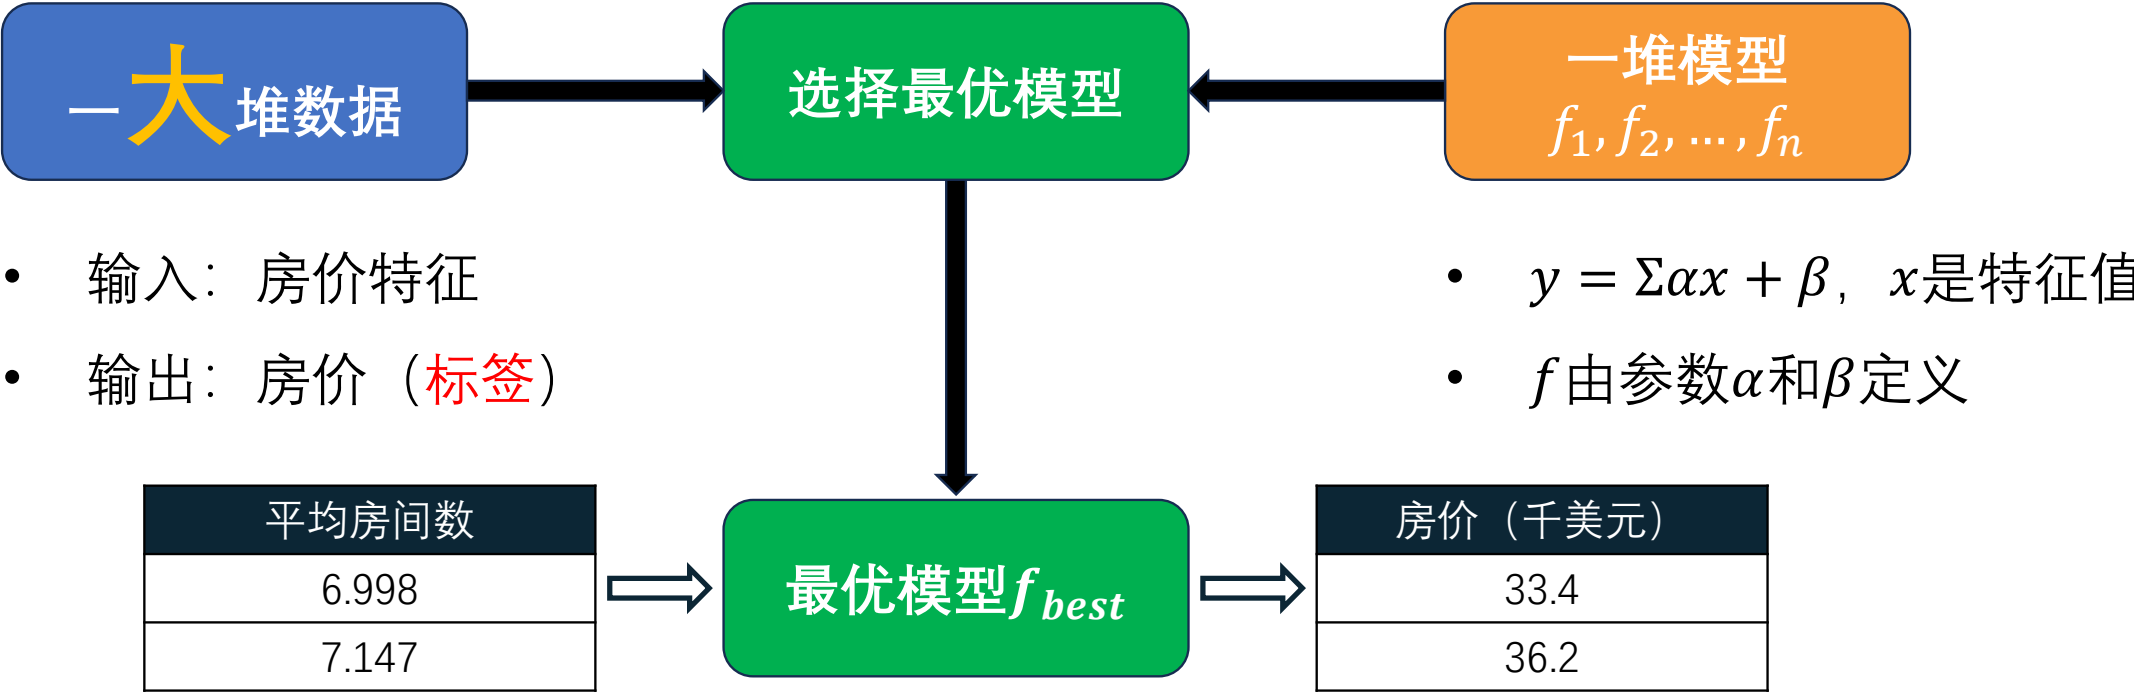 一大堆数据
选择最优模型
一堆模型
f₁, f₂, … , fₙ
• 输入：房价特征
• 输出：房价（标签）
• y = Σαx + β，x是特征值
• f由参数α和β定义
平均房间数
6.998
7.147
最优模型f_best
房价（千美元）
33.4
36.2